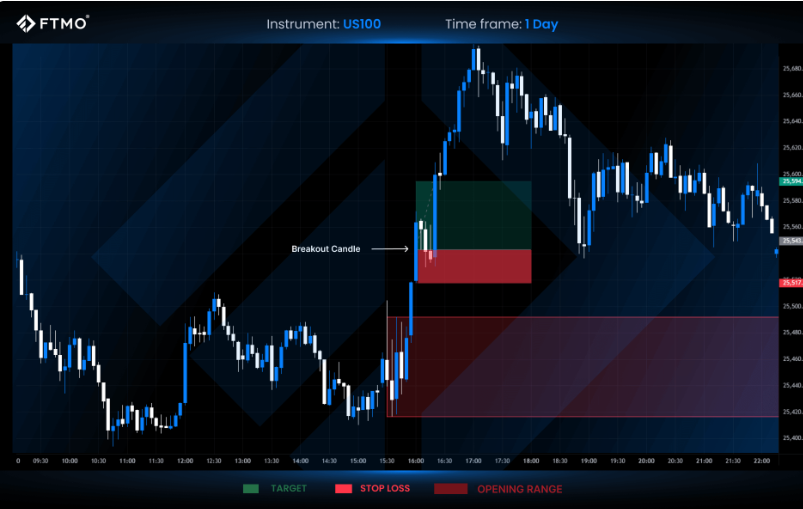 FTMO®
Instrument: US100
Time frame: 1 Day
25,680.
25,660.
25,640.
25,620.
25,600.
25,594.
25,580.
25,560.
25,543.
25,517.
25,500.
25,480.
25,460.
25,440.
25,420.
25,400.
Breakout Candle
0 09:30 10:00 10:30 11:00 11:30 12:00 12:30 13:00 13:30 14:00 14:30 15:00 15:30 16:00 16:30 17:00 17:30 18:00 18:30 19:00 19:30 20:00 20:30 21:00 21:30 22:00
TARGET STOP LOSS OPENING RANGE